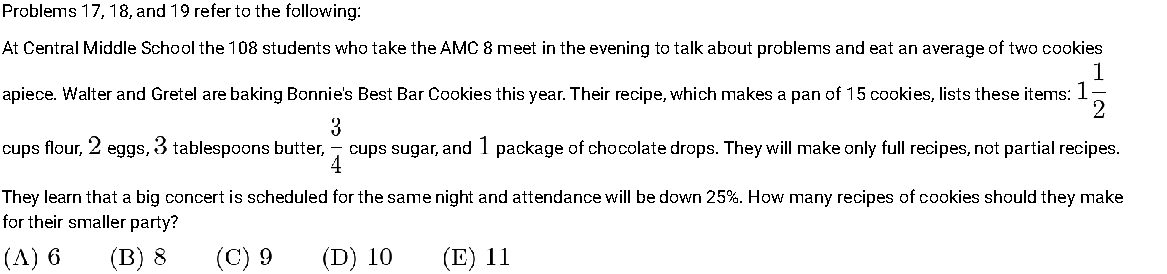 Problems 17, 18, and 19 refer to the following:
At Central Middle School the 108 students who take the AMC 8 meet in the evening to talk about problems and eat an average of two cookies
apiece. Walter and Gretel are baking Bonnie's Best Bar Cookies this year. Their recipe, which makes a pan of 15 cookies, lists these items: 1 1/2
cups flour, 2 eggs, 3 tablespoons butter, 3/4 cups sugar, and 1 package of chocolate drops. They will make only full recipes, not partial recipes.
They learn that a big concert is scheduled for the same night and attendance will be down 25%. How many recipes of cookies should they make
for their smaller party?
(A) 6 (B) 8 (C) 9 (D) 10 (E) 11